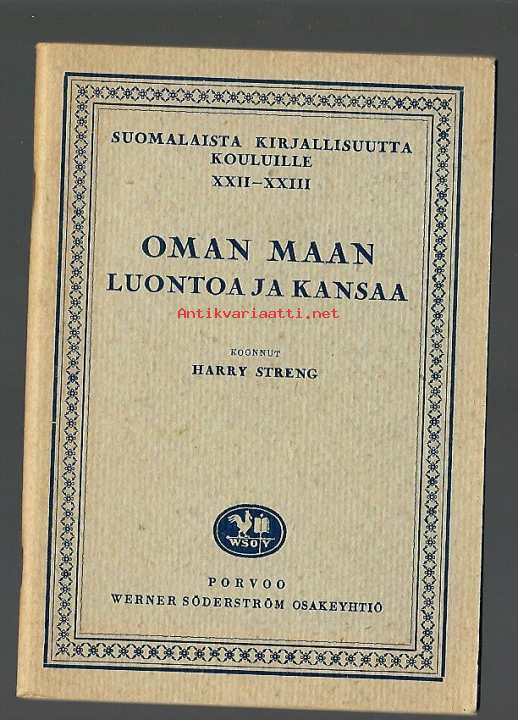 SUOMALAISTA KIRJALLISUUTTA
KOULUILLE
XXII–XXIII
OMAN MAAN
LUONTOA JA KANSAA
Antikvariaatti.net
KOONNUT
HARRY STRENG
WSOY
PORVOO
WERNER SÖDERSTRÖM OSAKEYHTIÖ